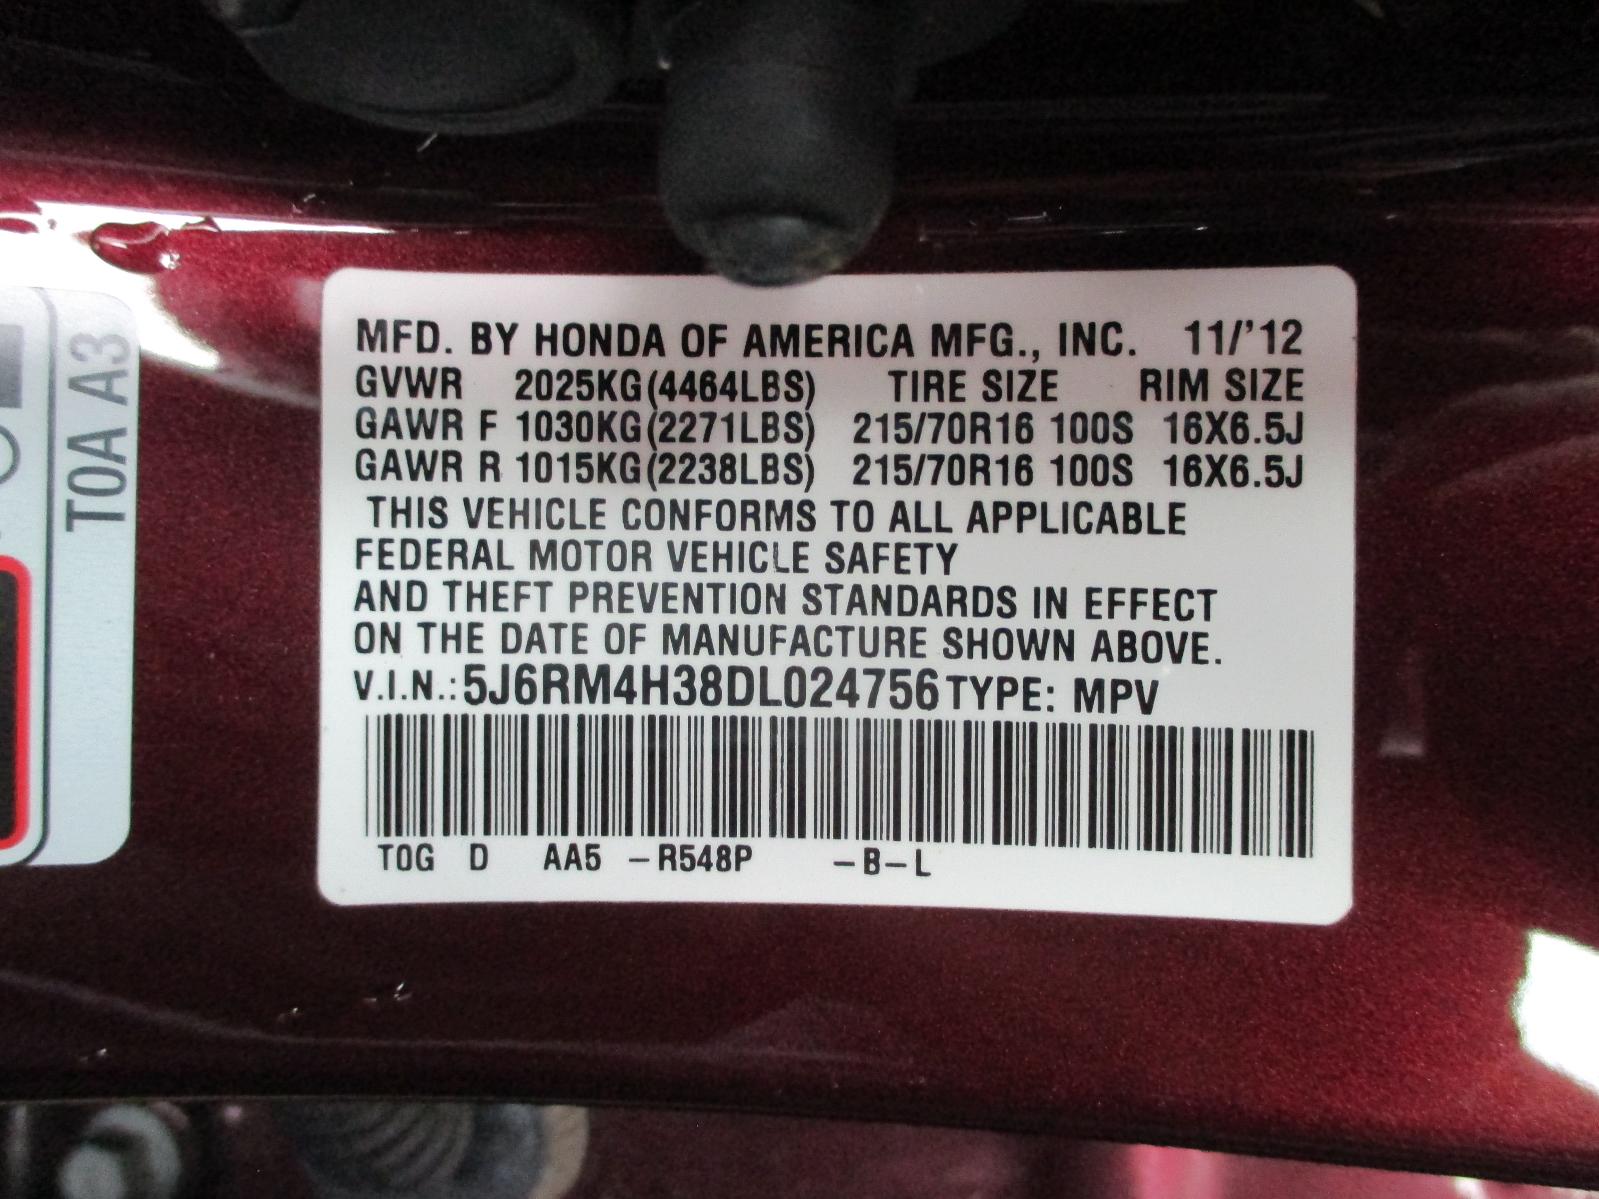 T0A A3
MFD. BY HONDA OF AMERICA MFG., INC. 11/'12
GVWR 2025KG(4464LBS) TIRE SIZE RIM SIZE
GAWR F 1030KG(2271LBS) 215/70R16 100S 16X6.5J
GAWR R 1015KG(2238LBS) 215/70R16 100S 16X6.5J
THIS VEHICLE CONFORMS TO ALL APPLICABLE
FEDERAL MOTOR VEHICLE SAFETY
AND THEFT PREVENTION STANDARDS IN EFFECT
ON THE DATE OF MANUFACTURE SHOWN ABOVE.
V.I.N.: 5J6RM4H38DL024756 TYPE: MPV
T0G D AA5 -R548P -B-L